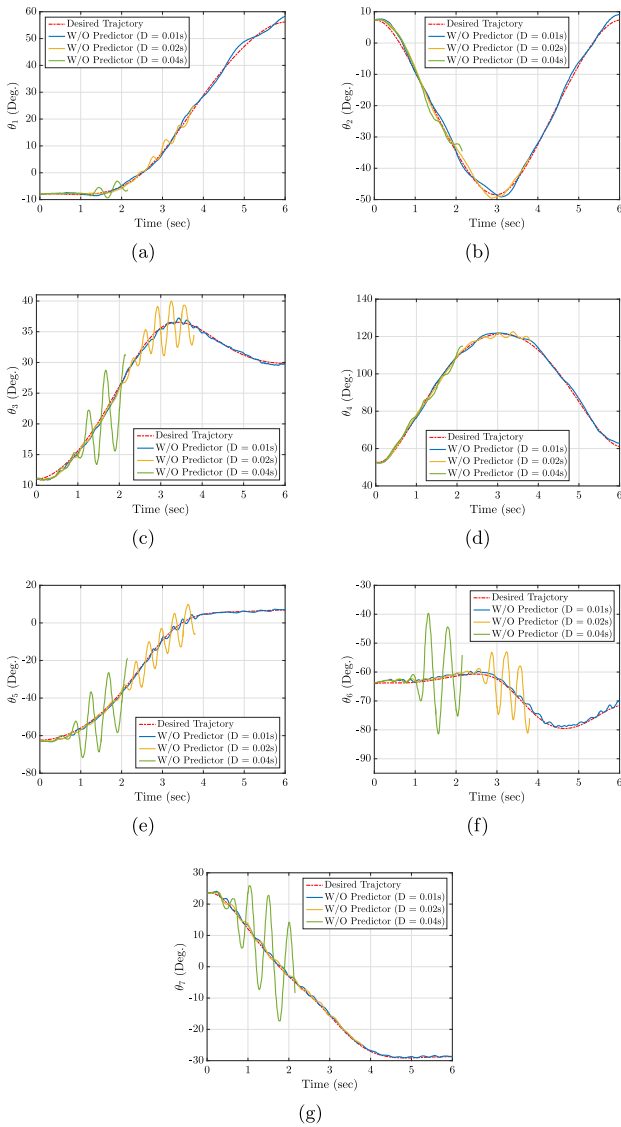 60
50
40
30
20
10
0
-10
θ1 (Deg.)
Desired Trajctory
W/O Predictor (D = 0.01s)
W/O Predictor (D = 0.02s)
W/O Predictor (D = 0.04s)
0 1 2 3 4 5 6
Time (sec)
(a)
10
0
-10
-20
-30
-40
-50
θ2 (Deg.)
Desired Trajctory
W/O Predictor (D = 0.01s)
W/O Predictor (D = 0.02s)
W/O Predictor (D = 0.04s)
0 1 2 3 4 5 6
Time (sec)
(b)
40
35
30
25
20
15
10
θ3 (Deg.)
Desired Trajctory
W/O Predictor (D = 0.01s)
W/O Predictor (D = 0.02s)
W/O Predictor (D = 0.04s)
0 1 2 3 4 5 6
Time (sec)
(c)
140
120
100
80
60
40
θ4 (Deg.)
Desired Trajctory
W/O Predictor (D = 0.01s)
W/O Predictor (D = 0.02s)
W/O Predictor (D = 0.04s)
0 1 2 3 4 5 6
Time (sec)
(d)
20
0
-20
-40
-60
-80
θ5 (Deg.)
Desired Trajctory
W/O Predictor (D = 0.01s)
W/O Predictor (D = 0.02s)
W/O Predictor (D = 0.04s)
0 1 2 3 4 5 6
Time (sec)
(e)
-30
-40
-50
-60
-70
-80
-90
θ6 (Deg.)
Desired Trajctory
W/O Predictor (D = 0.01s)
W/O Predictor (D = 0.02s)
W/O Predictor (D = 0.04s)
0 1 2 3 4 5 6
Time (sec)
(f)
30
20
10
0
-10
-20
-30
θ7 (Deg.)
Desired Trajctory
W/O Predictor (D = 0.01s)
W/O Predictor (D = 0.02s)
W/O Predictor (D = 0.04s)
0 1 2 3 4 5 6
Time (sec)
(g)